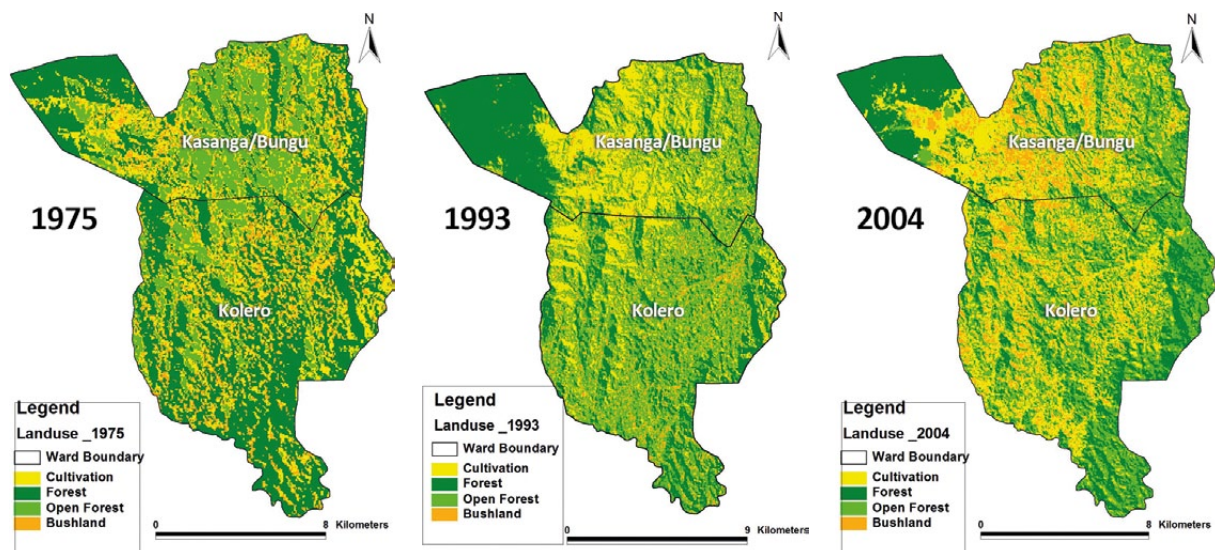 N
Kasanga/Bungu
1975
Kolero
Legend
Landuse _1975
Ward Boundary
Cultivation
Forest
Open Forest
Bushland
0 8 Kilometers
N
Kasanga/Bungu
1993
Kolero
Legend
Landuse _1993
Ward Boundary
Cultivation
Forest
Open Forest
Bushland
0 9 Kilometers
N
Kasanga/Bungu
2004
Kolero
Legend
Landuse _2004
Ward Boundary
Cultivation
Forest
Open Forest
Bushland
0 8 Kilometers